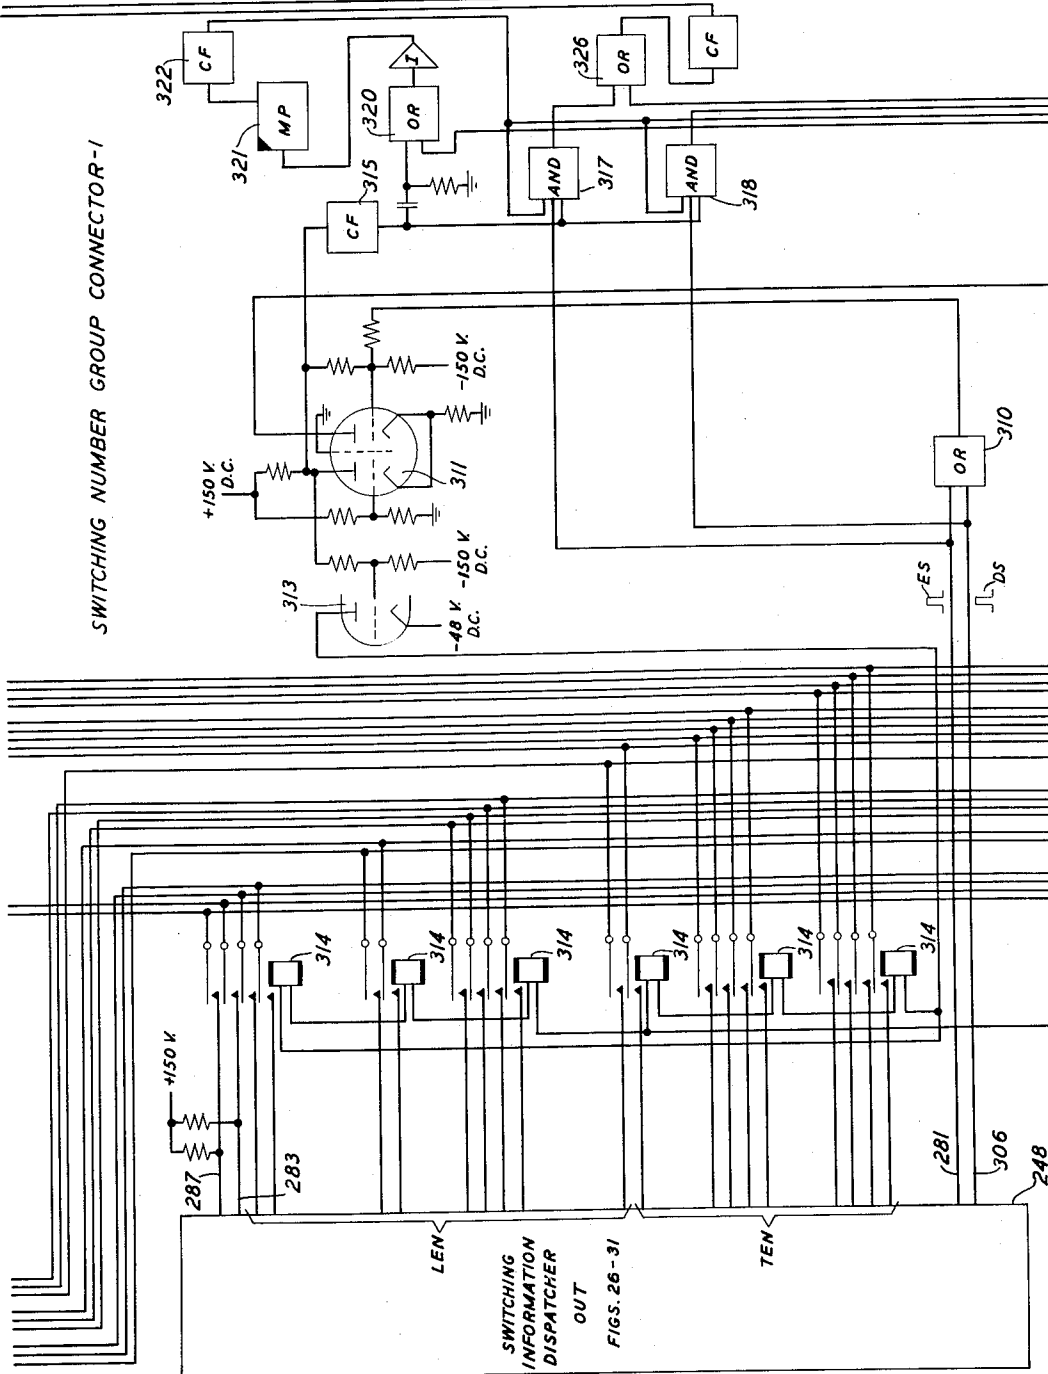 SWITCHING NUMBER GROUP CONNECTOR-1
322
CF
321
MP
I
320
OR
315
CF
326
OR
CF
AND
317
AND
318
-150 V.
D.C.
+150 V.
D.C.
311
313
-150 V.
D.C.
-48 V.
D.C.
OR
310
ES
DS
314
314
314
314
314
314
+150 V.
287
283
281
306
248
LEN
TEN
SWITCHING
INFORMATION
DISPATCHER
OUT
FIGS. 26-31